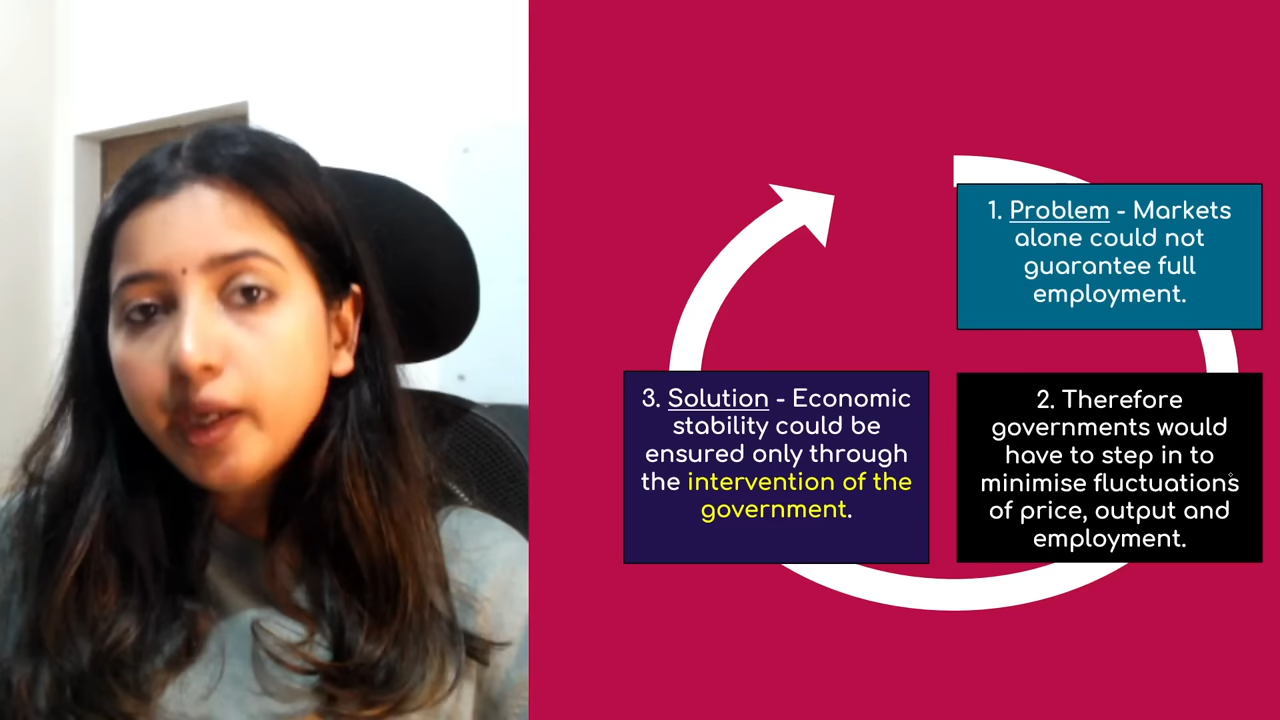 1. Problem - Markets
alone could not
guarantee full
employment.
2. Therefore
governments would
have to step in to
minimise fluctuations
of price, output and
employment.
3. Solution - Economic
stability could be
ensured only through
the intervention of the
government.